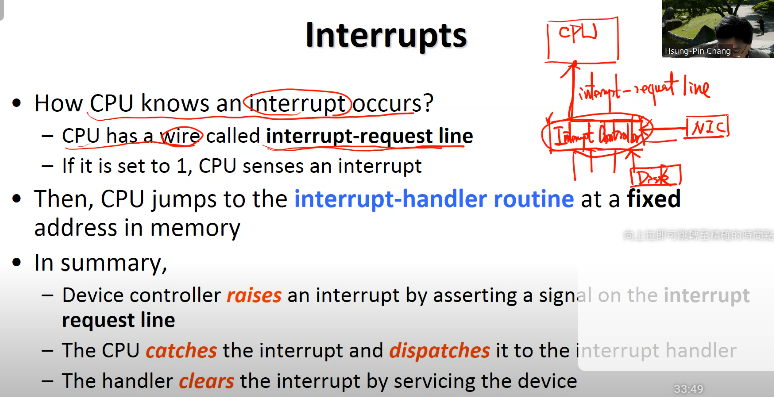 Interrupts
CPU
Hsung-Pin Chang
interrupt-request line
Interrupt Controller
NIC
Disk
• How CPU knows an interrupt occurs?
– CPU has a wire called interrupt-request line
– If it is set to 1, CPU senses an interrupt
• Then, CPU jumps to the interrupt-handler routine at a fixed
address in memory
• In summary,
– Device controller raises an interrupt by asserting a signal on the interrupt
request line
– The CPU catches the interrupt and dispatches it to the interrupt handler
– The handler clears the interrupt by servicing the device
33:49